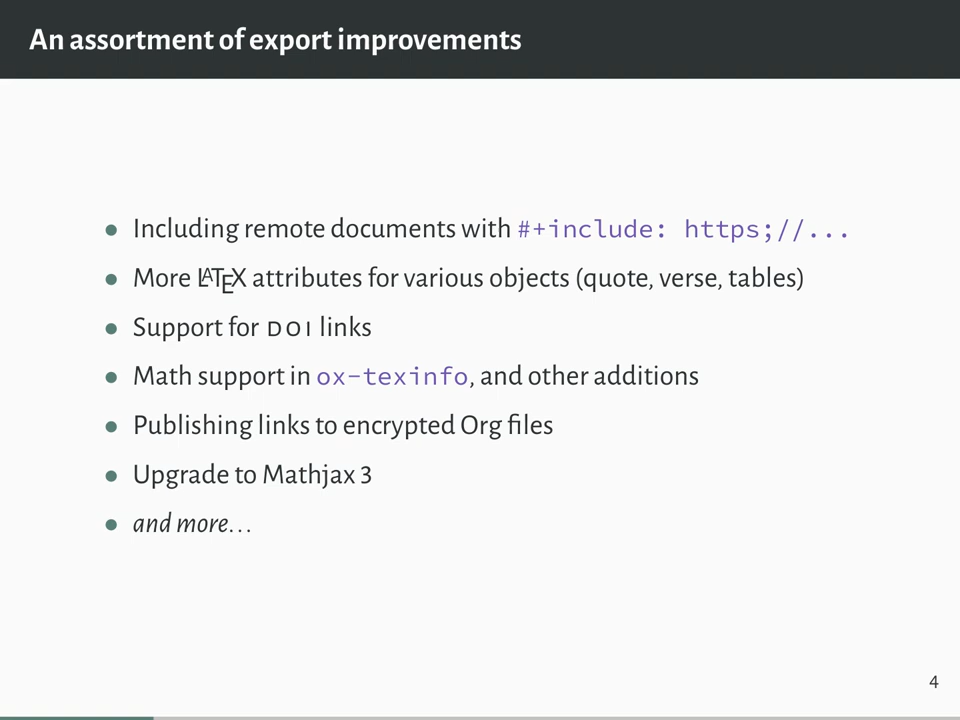 An assortment of export improvements
• Including remote documents with #+include: https;//...
• More LATEX attributes for various objects (quote, verse, tables)
• Support for DOI links
• Math support in ox-texinfo, and other additions
• Publishing links to encrypted Org files
• Upgrade to Mathjax 3
• and more…
4